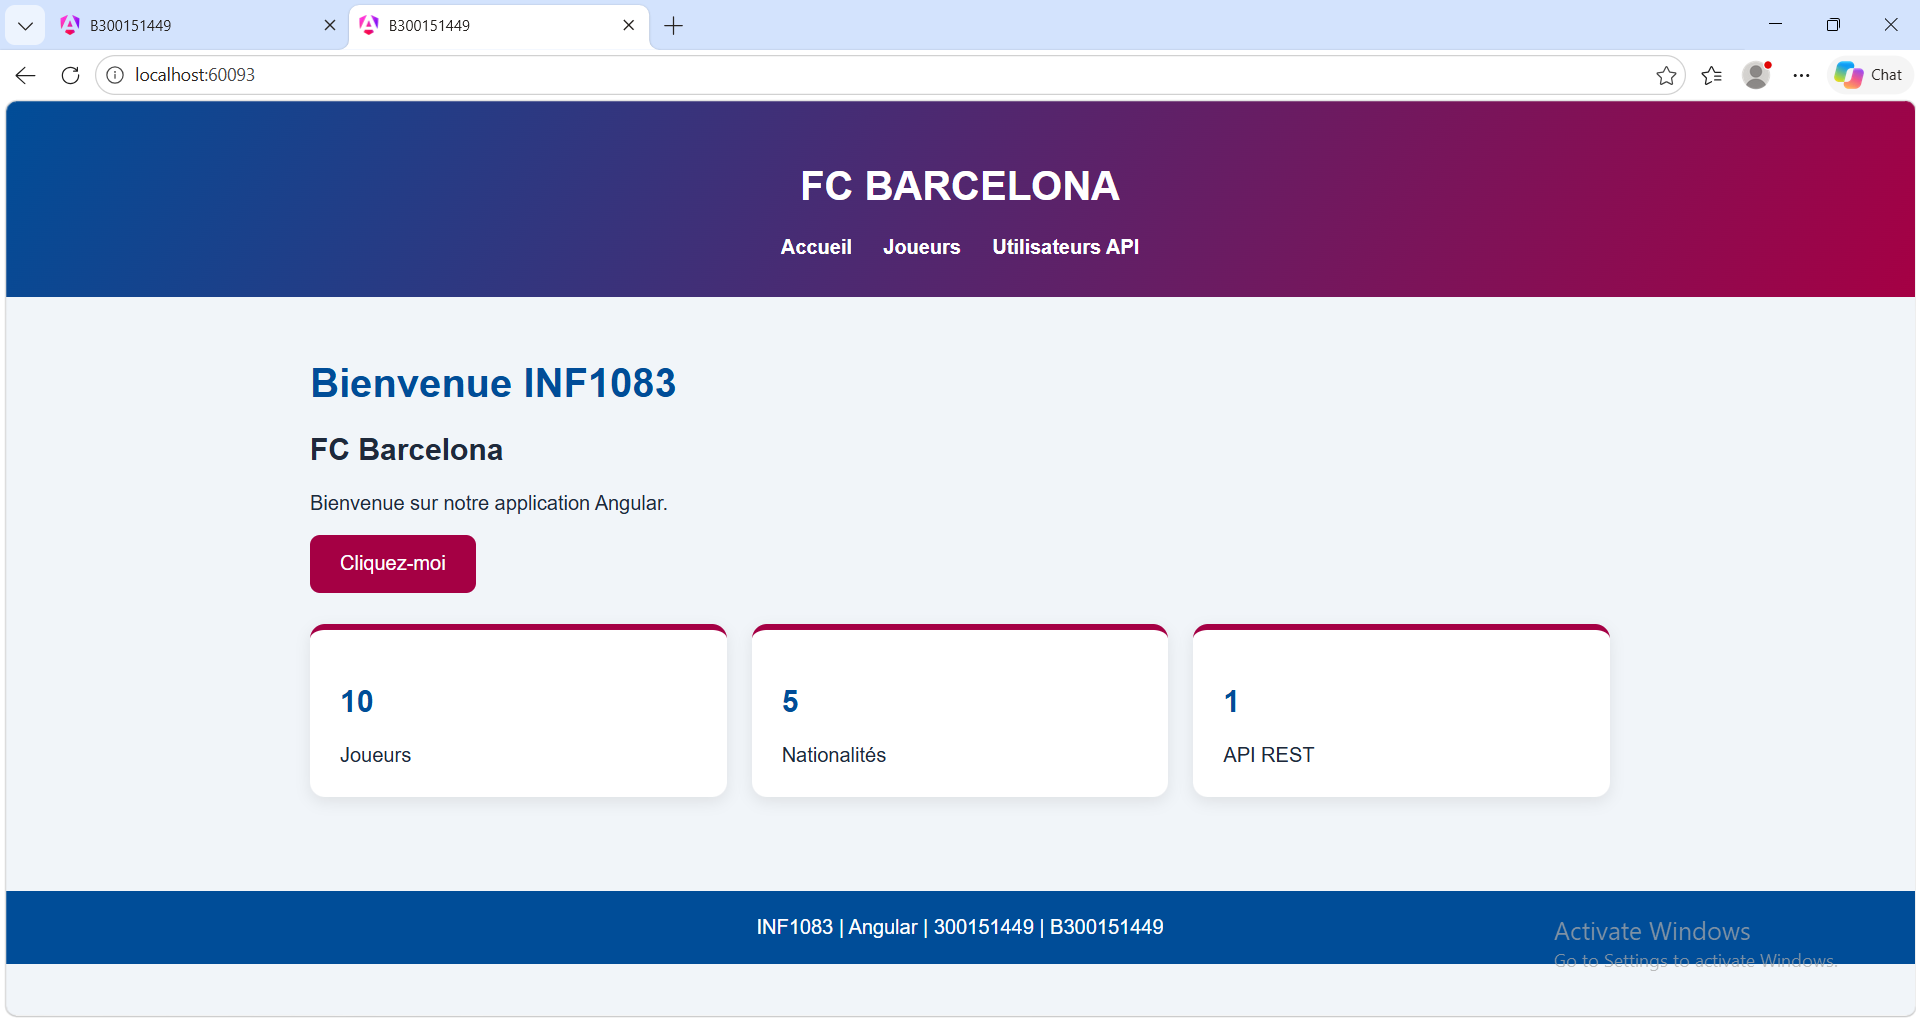 B300151449
B300151449
localhost:60093
Chat
FC BARCELONA
Accueil Joueurs Utilisateurs API
Bienvenue INF1083
FC Barcelona
Bienvenue sur notre application Angular.
Cliquez-moi
10
Joueurs
5
Nationalités
1
API REST
INF1083 | Angular | 300151449 | B300151449
Activate Windows
Go to Settings to activate Windows.